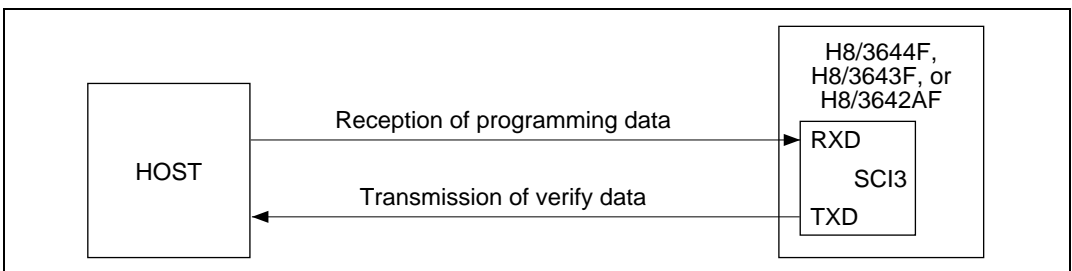 H8/3644F,
H8/3643F, or
H8/3642AF
Reception of programming data
RXD
HOST
SCI3
Transmission of verify data
TXD